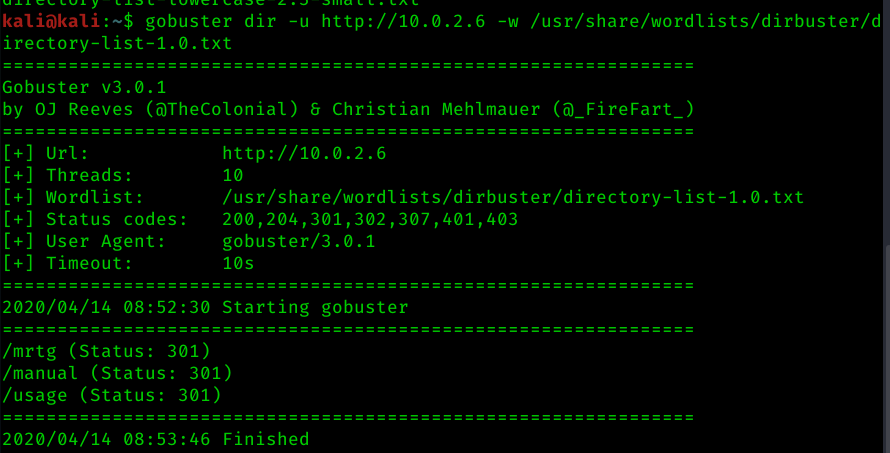 directory-list-lowercase-2.3-small.txt
kali@kali:~$ gobuster dir -u http://10.0.2.6 -w /usr/share/wordlists/dirbuster/d
irectory-list-1.0.txt
===============================================================
Gobuster v3.0.1
by OJ Reeves (@TheColonial) & Christian Mehlmauer (@_FireFart_)
===============================================================
[+] Url:            http://10.0.2.6
[+] Threads:        10
[+] Wordlist:       /usr/share/wordlists/dirbuster/directory-list-1.0.txt
[+] Status codes:   200,204,301,302,307,401,403
[+] User Agent:     gobuster/3.0.1
[+] Timeout:        10s
===============================================================
2020/04/14 08:52:30 Starting gobuster
===============================================================
/mrtg (Status: 301)
/manual (Status: 301)
/usage (Status: 301)
===============================================================
2020/04/14 08:53:46 Finished